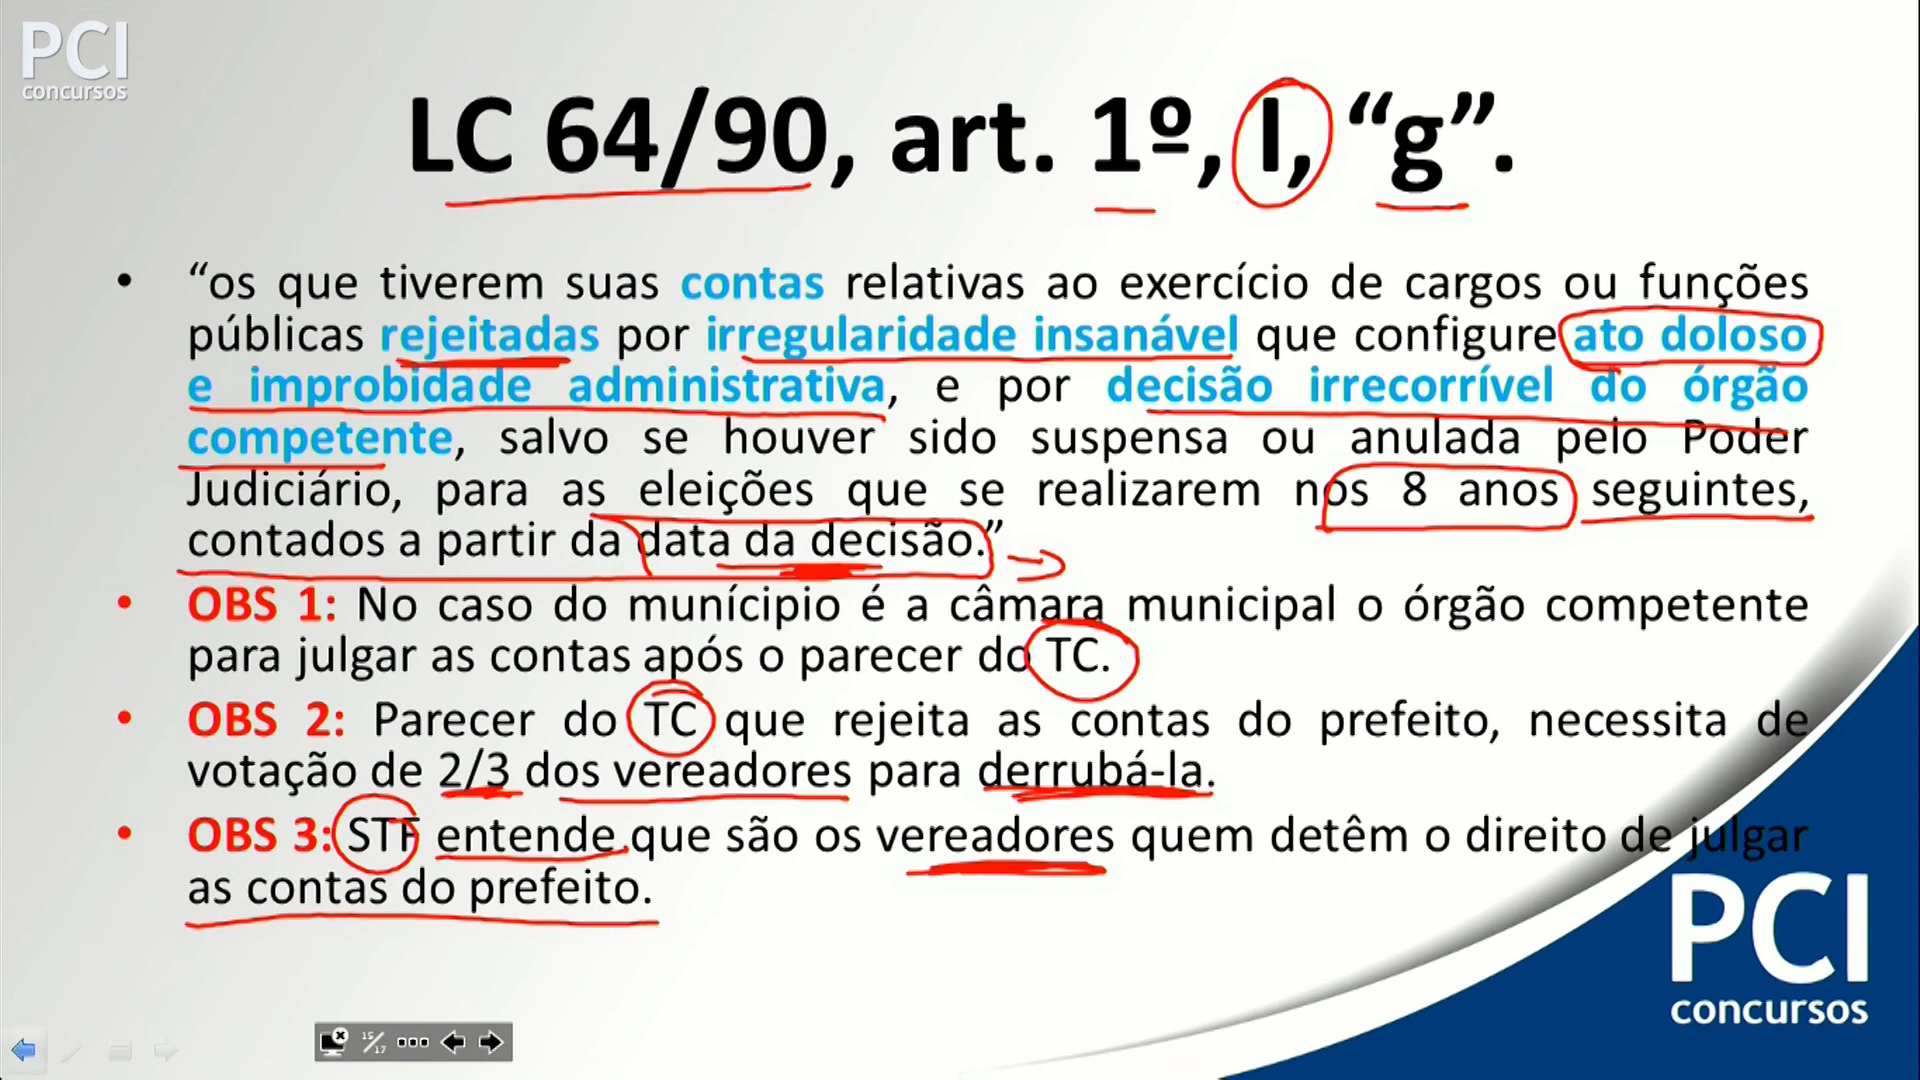 PCI
concursos
LC 64/90, art. 1º, I, “g”.
• “os que tiverem suas contas relativas ao exercício de cargos ou funções
públicas rejeitadas por irregularidade insanável que configure ato doloso
e improbidade administrativa, e por decisão irrecorrível do órgão
competente, salvo se houver sido suspensa ou anulada pelo Poder
Judiciário, para as eleições que se realizarem nos 8 anos seguintes,
contados a partir da data da decisão.”
• OBS 1: No caso do munícipio é a câmara municipal o órgão competente
para julgar as contas após o parecer do TC.
• OBS 2: Parecer do TC que rejeita as contas do prefeito, necessita de
votação de 2/3 dos vereadores para derrubá-la.
• OBS 3: STF entende que são os vereadores quem detêm o direito de julgar
as contas do prefeito.
PCI
concursos
15/17